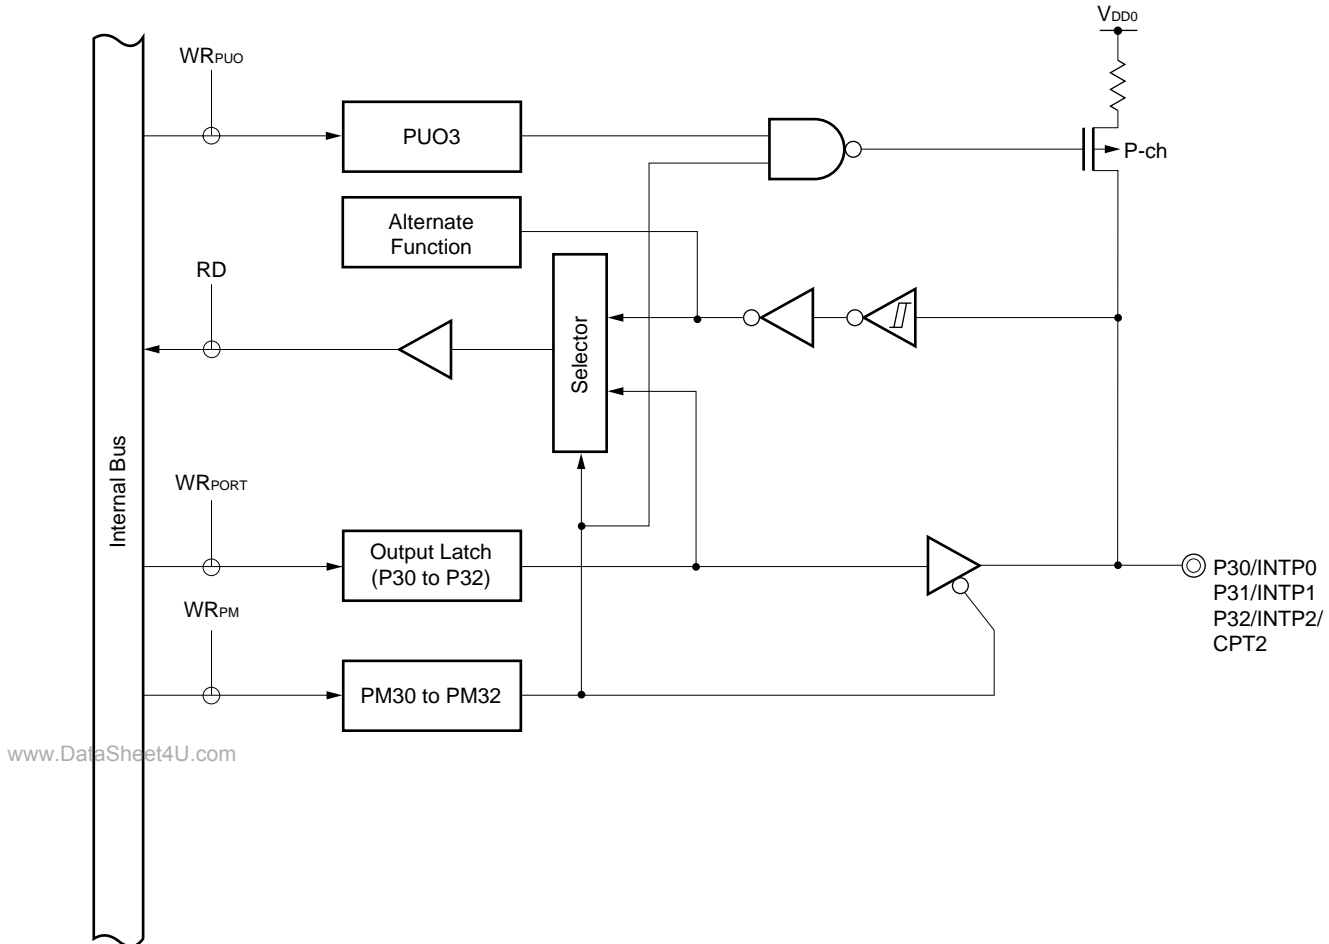 VDD0
WRPUO
PUO3
P-ch
Alternate
Function
RD
Selector
Internal Bus
WRPORT
Output Latch
(P30 to P32)
P30/INTP0
P31/INTP1
P32/INTP2/
CPT2
WRPM
PM30 to PM32
www.DataSheet4U.com